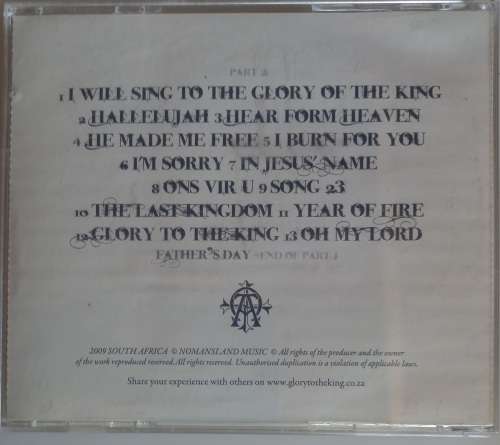 PART 2
1 I WILL SING TO THE GLORY OF THE KING
2 HALLELUJAH 3 HEAR FORM HEAVEN
4 HE MADE ME FREE 5 I BURN FOR YOU
6 I'M SORRY 7 IN JESUS' NAME
8 ONS VIR U 9 SONG 23
10 THE LAST KINGDOM 11 YEAR OF FIRE
12 GLORY TO THE KING 13 OH MY LORD
FATHER'S DAY - END OF PART 1
2009 SOUTH AFRICA © NOMANSLAND MUSIC © All rights of the producer and the owner
of the work reproduced reserved. All rights reserved. Unauthorised duplication is a violation of applicable laws.
Share your experience with others on www.glorytotheking.co.za